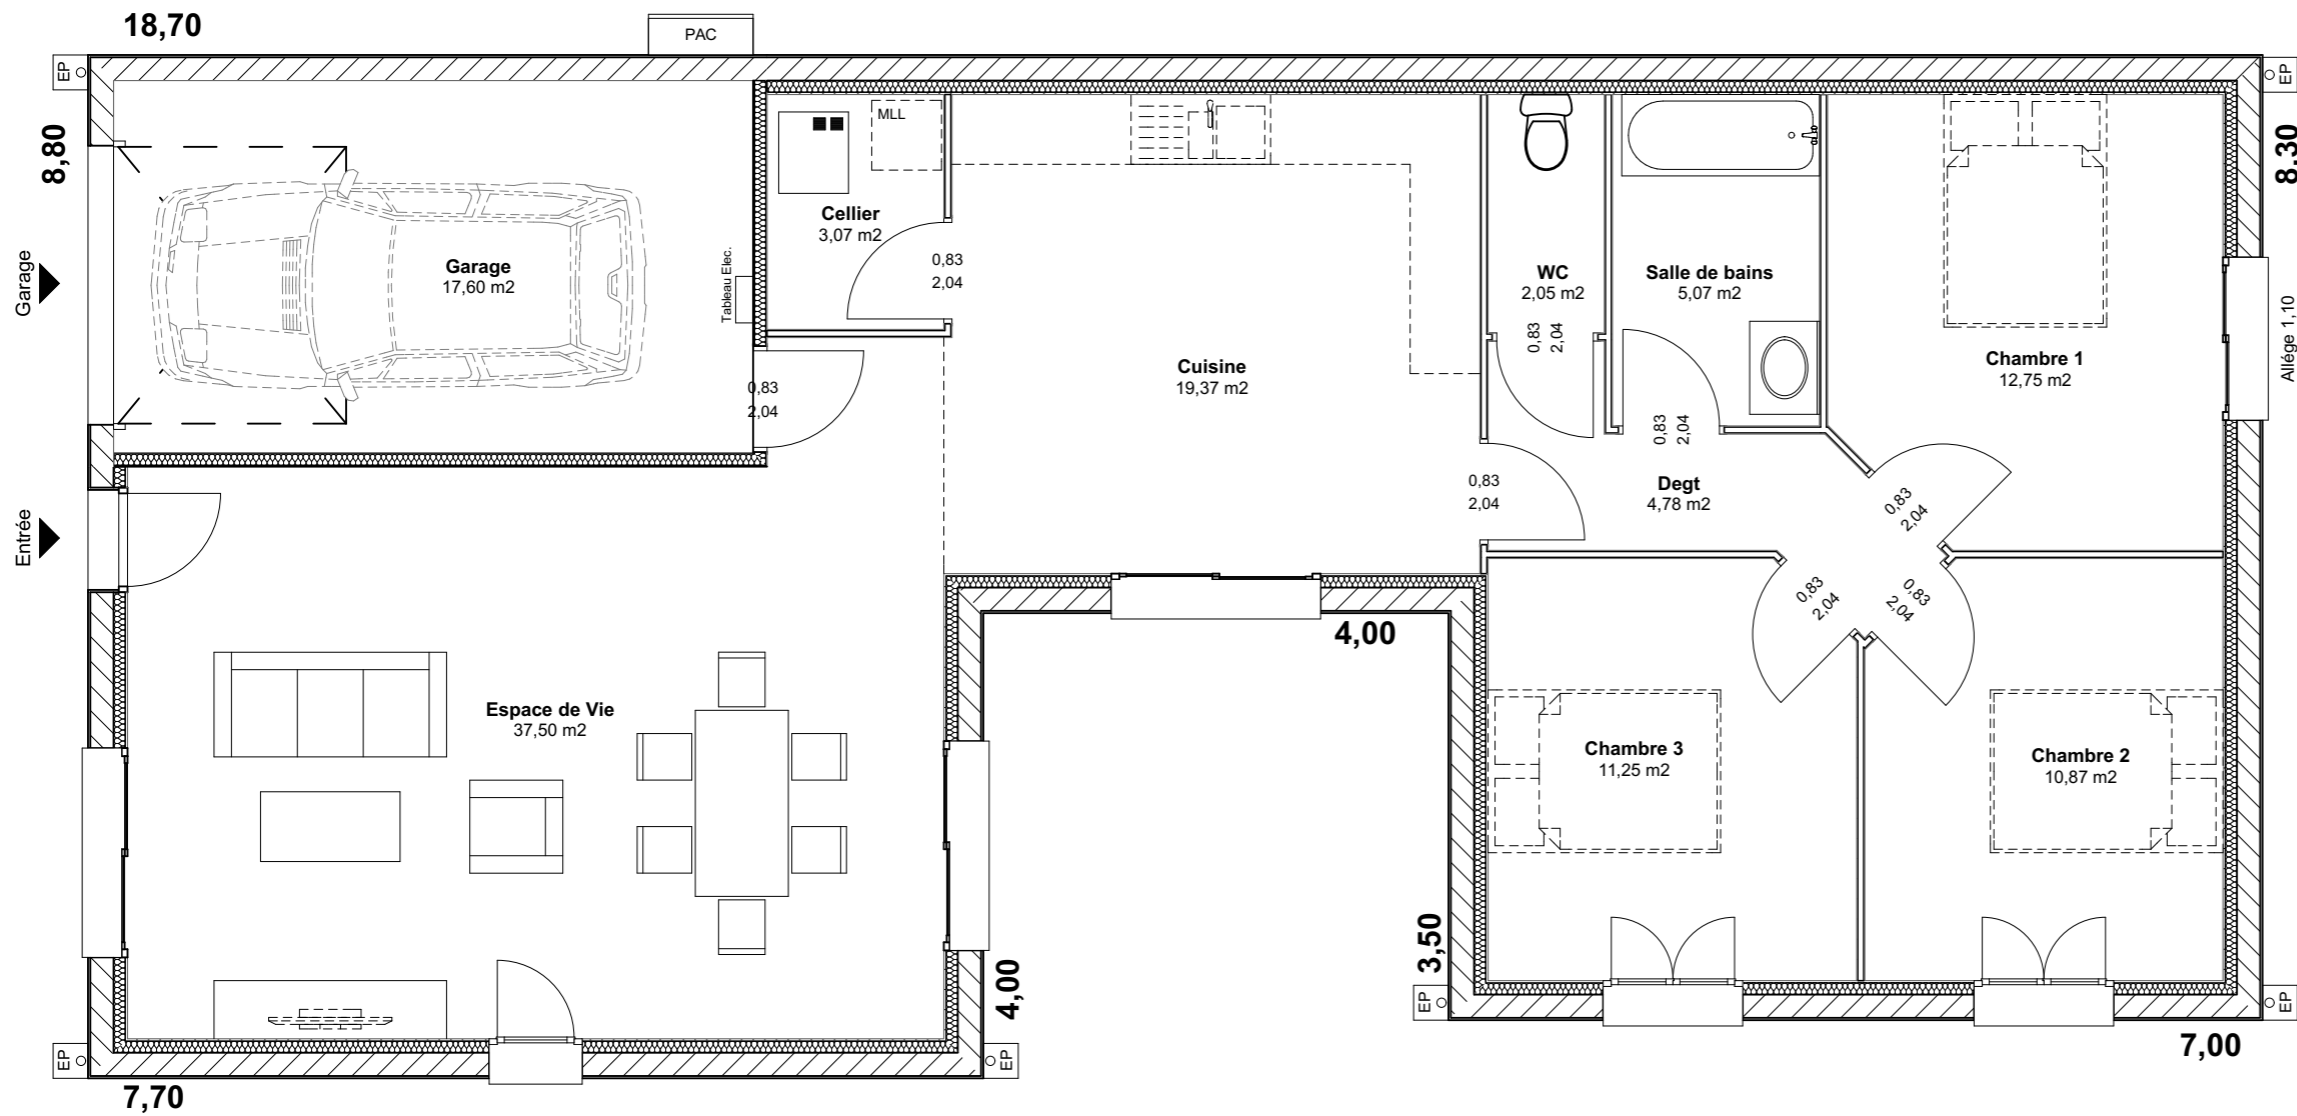 18,70
PAC
EP
EP
8,80
8,30
MLL
Cellier
3,07 m2
Garage
Garage
17,60 m2
Tableau Elec.
0,83
2,04
WC
2,05 m2
Salle de bains
5,07 m2
0,83
2,04
Chambre 1
12,75 m2
Allége 1,10
Cuisine
19,37 m2
0,83
2,04
0,83
2,04
0,83
2,04
Degt
4,78 m2
0,83
2,04
Entrée
0,83
2,04
0,83
2,04
4,00
Espace de Vie
37,50 m2
Chambre 3
11,25 m2
Chambre 2
10,87 m2
3,50
4,00
EP
EP
7,00
EP
EP
7,70